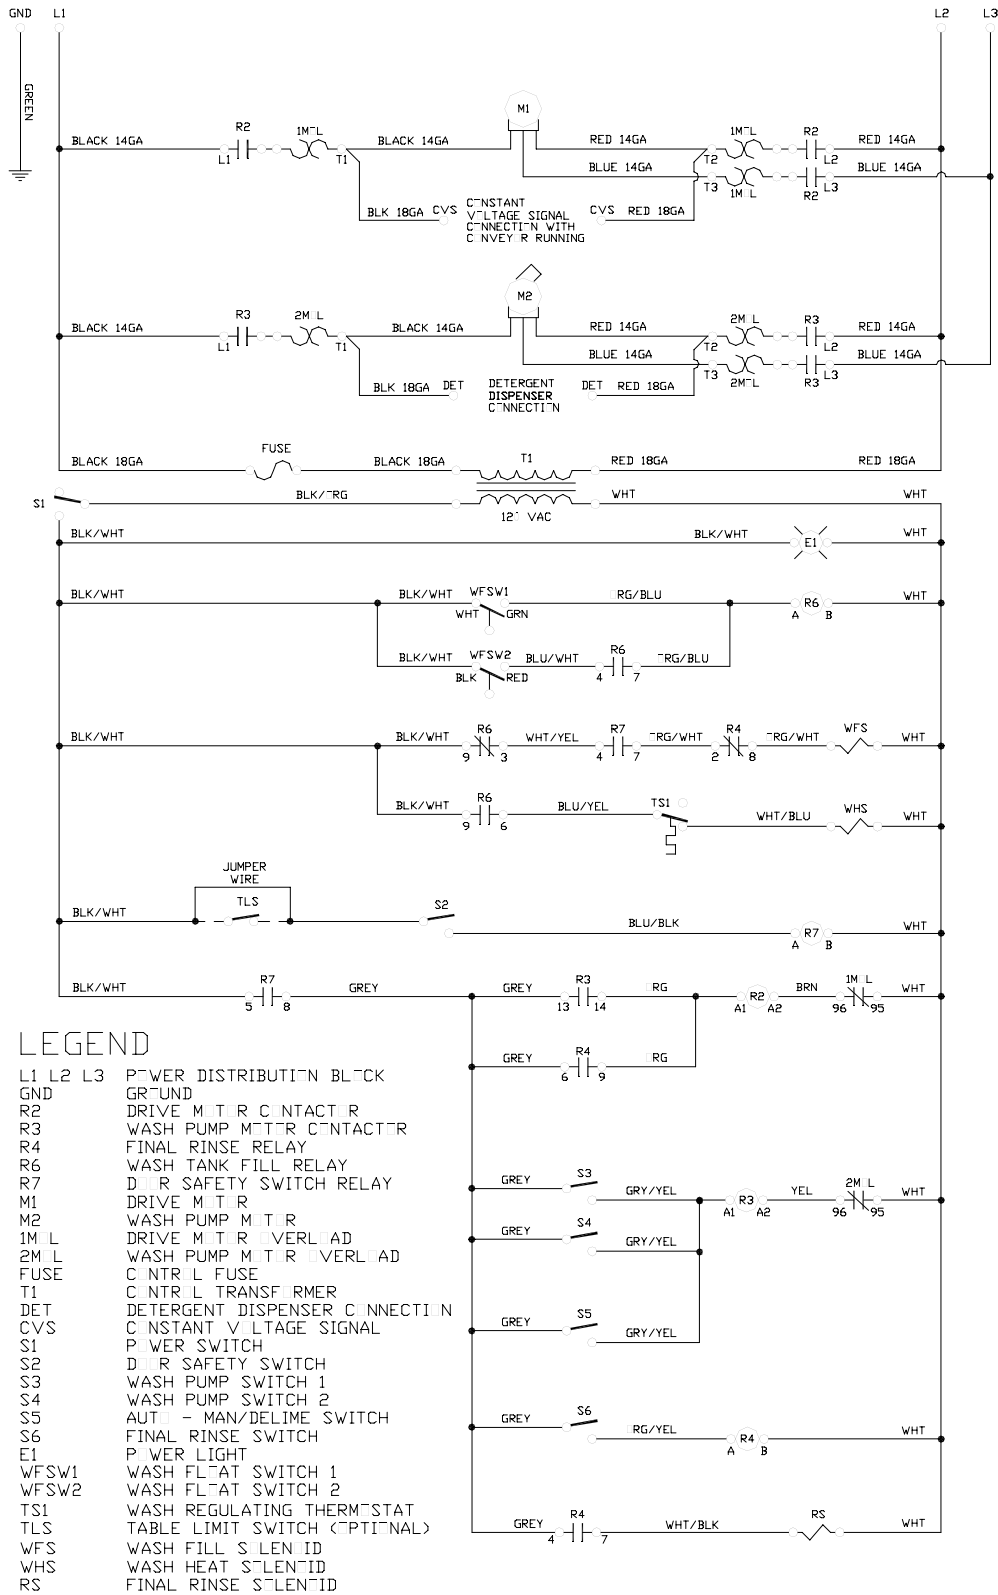 GND L1 L2 L3
GREEN
M1
BLACK 14GA R2 1MOL BLACK 14GA RED 14GA 1MOL R2 RED 14GA
L1 T1 T2 L2
BLUE 14GA BLUE 14GA
T3 1MOL R2 L3
BLK 18GA CVS CONSTANT CVS RED 18GA
VOLTAGE SIGNAL
CONNECTION WITH
CONVEYOR RUNNING
M2
BLACK 14GA R3 2MOL BLACK 14GA RED 14GA 2MOL R3 RED 14GA
L1 T1 T2 L2
BLUE 14GA BLUE 14GA
T3 2MOL R3 L3
BLK 18GA DET DETERGENT DET RED 18GA
DISPENSER
CONNECTION
FUSE
BLACK 18GA BLACK 18GA T1 RED 18GA RED 18GA
S1 BLK/ORG WHT WHT
120 VAC
BLK/WHT BLK/WHT E1 WHT
BLK/WHT BLK/WHT WFSW1 ORG/BLU R6 WHT
WHT GRN A B
BLK/WHT WFSW2 BLU/WHT R6 ORG/BLU
BLK RED 4 7
BLK/WHT BLK/WHT R6 WHT/YEL R7 ORG/WHT R4 ORG/WHT WFS WHT
9 3 4 7 2 8
BLK/WHT R6 BLU/YEL TS1 WHT/BLU WHS WHT
9 6
JUMPER
WIRE
BLK/WHT TLS S2 BLU/BLK R7 WHT
A B
BLK/WHT R7 GREY GREY R3 ORG R2 BRN 1MOL WHT
5 8 13 14 A1 A2 96 95
GREY R4 ORG
6 9
GREY S3 GRY/YEL R3 YEL 2MOL WHT
A1 A2 96 95
GREY S4 GRY/YEL
GREY S5 GRY/YEL
GREY S6 ORG/YEL R4 WHT
A B
GREY R4 WHT/BLK RS WHT
4 7
LEGEND
L1 L2 L3 POWER DISTRIBUTION BLOCK
GND GROUND
R2 DRIVE MOTOR CONTACTOR
R3 WASH PUMP MOTOR CONTACTOR
R4 FINAL RINSE RELAY
R6 WASH TANK FILL RELAY
R7 DOOR SAFETY SWITCH RELAY
M1 DRIVE MOTOR
M2 WASH PUMP MOTOR
1MOL DRIVE MOTOR OVERLOAD
2MOL WASH PUMP MOTOR OVERLOAD
FUSE CONTROL FUSE
T1 CONTROL TRANSFORMER
DET DETERGENT DISPENSER CONNECTION
CVS CONSTANT VOLTAGE SIGNAL
S1 POWER SWITCH
S2 DOOR SAFETY SWITCH
S3 WASH PUMP SWITCH 1
S4 WASH PUMP SWITCH 2
S5 AUTO - MAN/DELIME SWITCH
S6 FINAL RINSE SWITCH
E1 POWER LIGHT
WFSW1 WASH FLOAT SWITCH 1
WFSW2 WASH FLOAT SWITCH 2
TS1 WASH REGULATING THERMOSTAT
TLS TABLE LIMIT SWITCH (OPTIONAL)
WFS WASH FILL SOLENOID
WHS WASH HEAT SOLENOID
RS FINAL RINSE SOLENOID